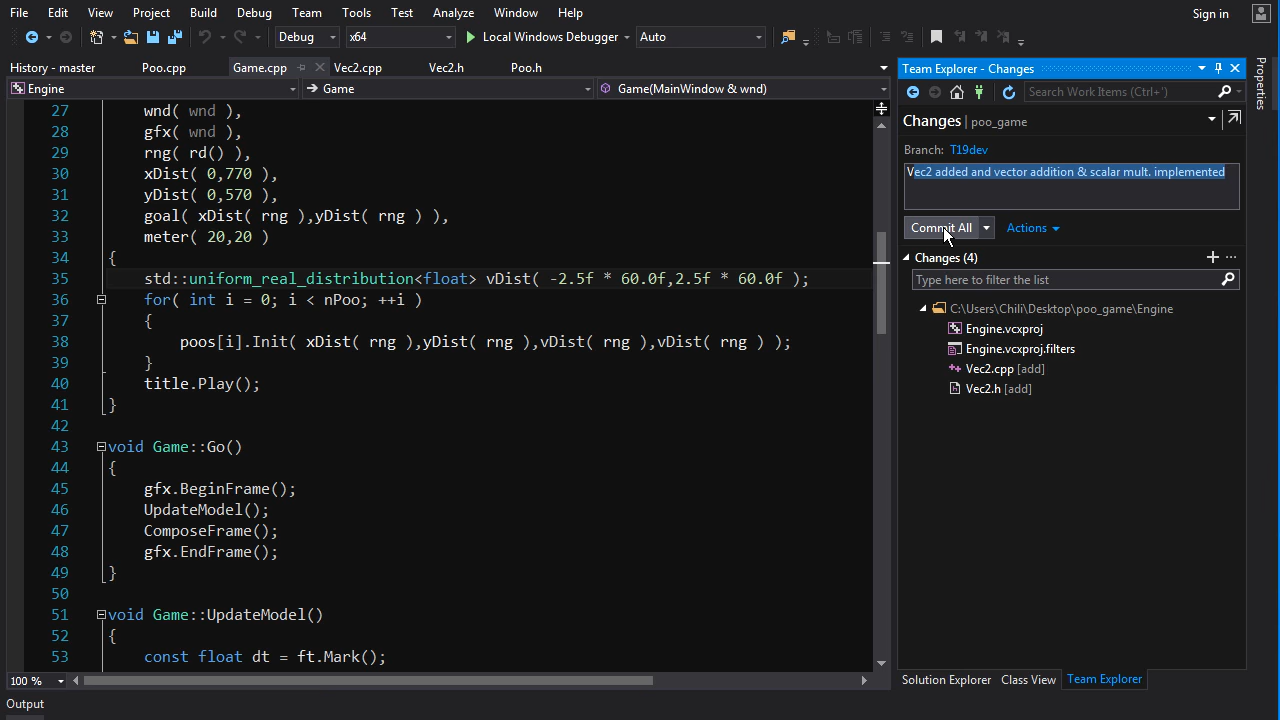 File Edit View Project Build Debug Team Tools Test Analyze Window Help Sign in
Debug x64 Local Windows Debugger Auto
History - master Poo.cpp Game.cpp Vec2.cpp Vec2.h Poo.h
Engine Game Game(MainWindow & wnd)
27 wnd( wnd ),
28 gfx( wnd ),
29 rng( rd() ),
30 xDist( 0,770 ),
31 yDist( 0,570 ),
32 goal( xDist( rng ),yDist( rng ) ),
33 meter( 20,20 )
34 {
35 std::uniform_real_distribution<float> vDist( -2.5f * 60.0f,2.5f * 60.0f );
36 for( int i = 0; i < nPoo; ++i )
37 {
38 poos[i].Init( xDist( rng ),yDist( rng ),vDist( rng ),vDist( rng ) );
39 }
40 title.Play();
41 }
42
43 void Game::Go()
44 {
45 gfx.BeginFrame();
46 UpdateModel();
47 ComposeFrame();
48 gfx.EndFrame();
49 }
50
51 void Game::UpdateModel()
52 {
53 const float dt = ft.Mark();
100 %
Output
Team Explorer - Changes
Search Work Items (Ctrl+')
Changes | poo_game
Branch: T19dev
Vec2 added and vector addition & scalar mult. implemented
Commit All Actions
Changes (4)
Type here to filter the list
C:\Users\Chili\Desktop\poo_game\Engine
Engine.vcxproj
Engine.vcxproj.filters
Vec2.cpp [add]
Vec2.h [add]
Solution Explorer Class View Team Explorer
Properties